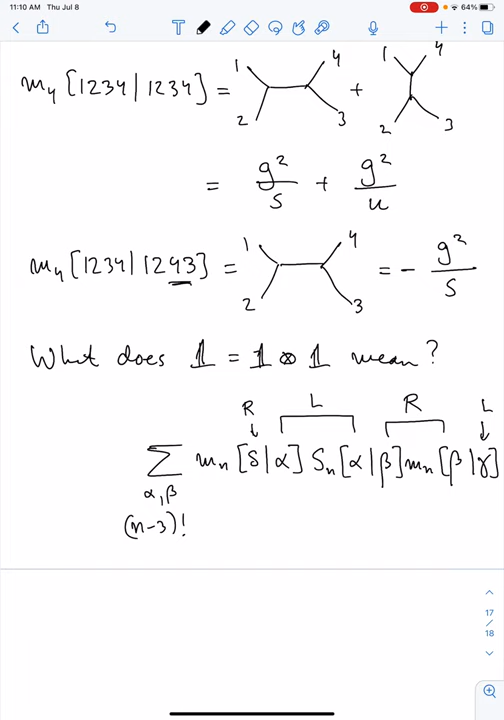 11:10 AM Thu Jul 8
64%
m₄ [1234 | 1234] = 1 2 4 3 + 1 4 2 3
= g²/s + g²/u
m₄ [1234 | 1243] = 1 2 4 3 = - g²/s
What does 𝟙 = 𝟙 ⊗ 𝟙 mean?
R L R L
∑ mₙ [δ | α] Sₙ [α | β] mₙ [β | γ]
α, β
(n-3)!
17
/
18